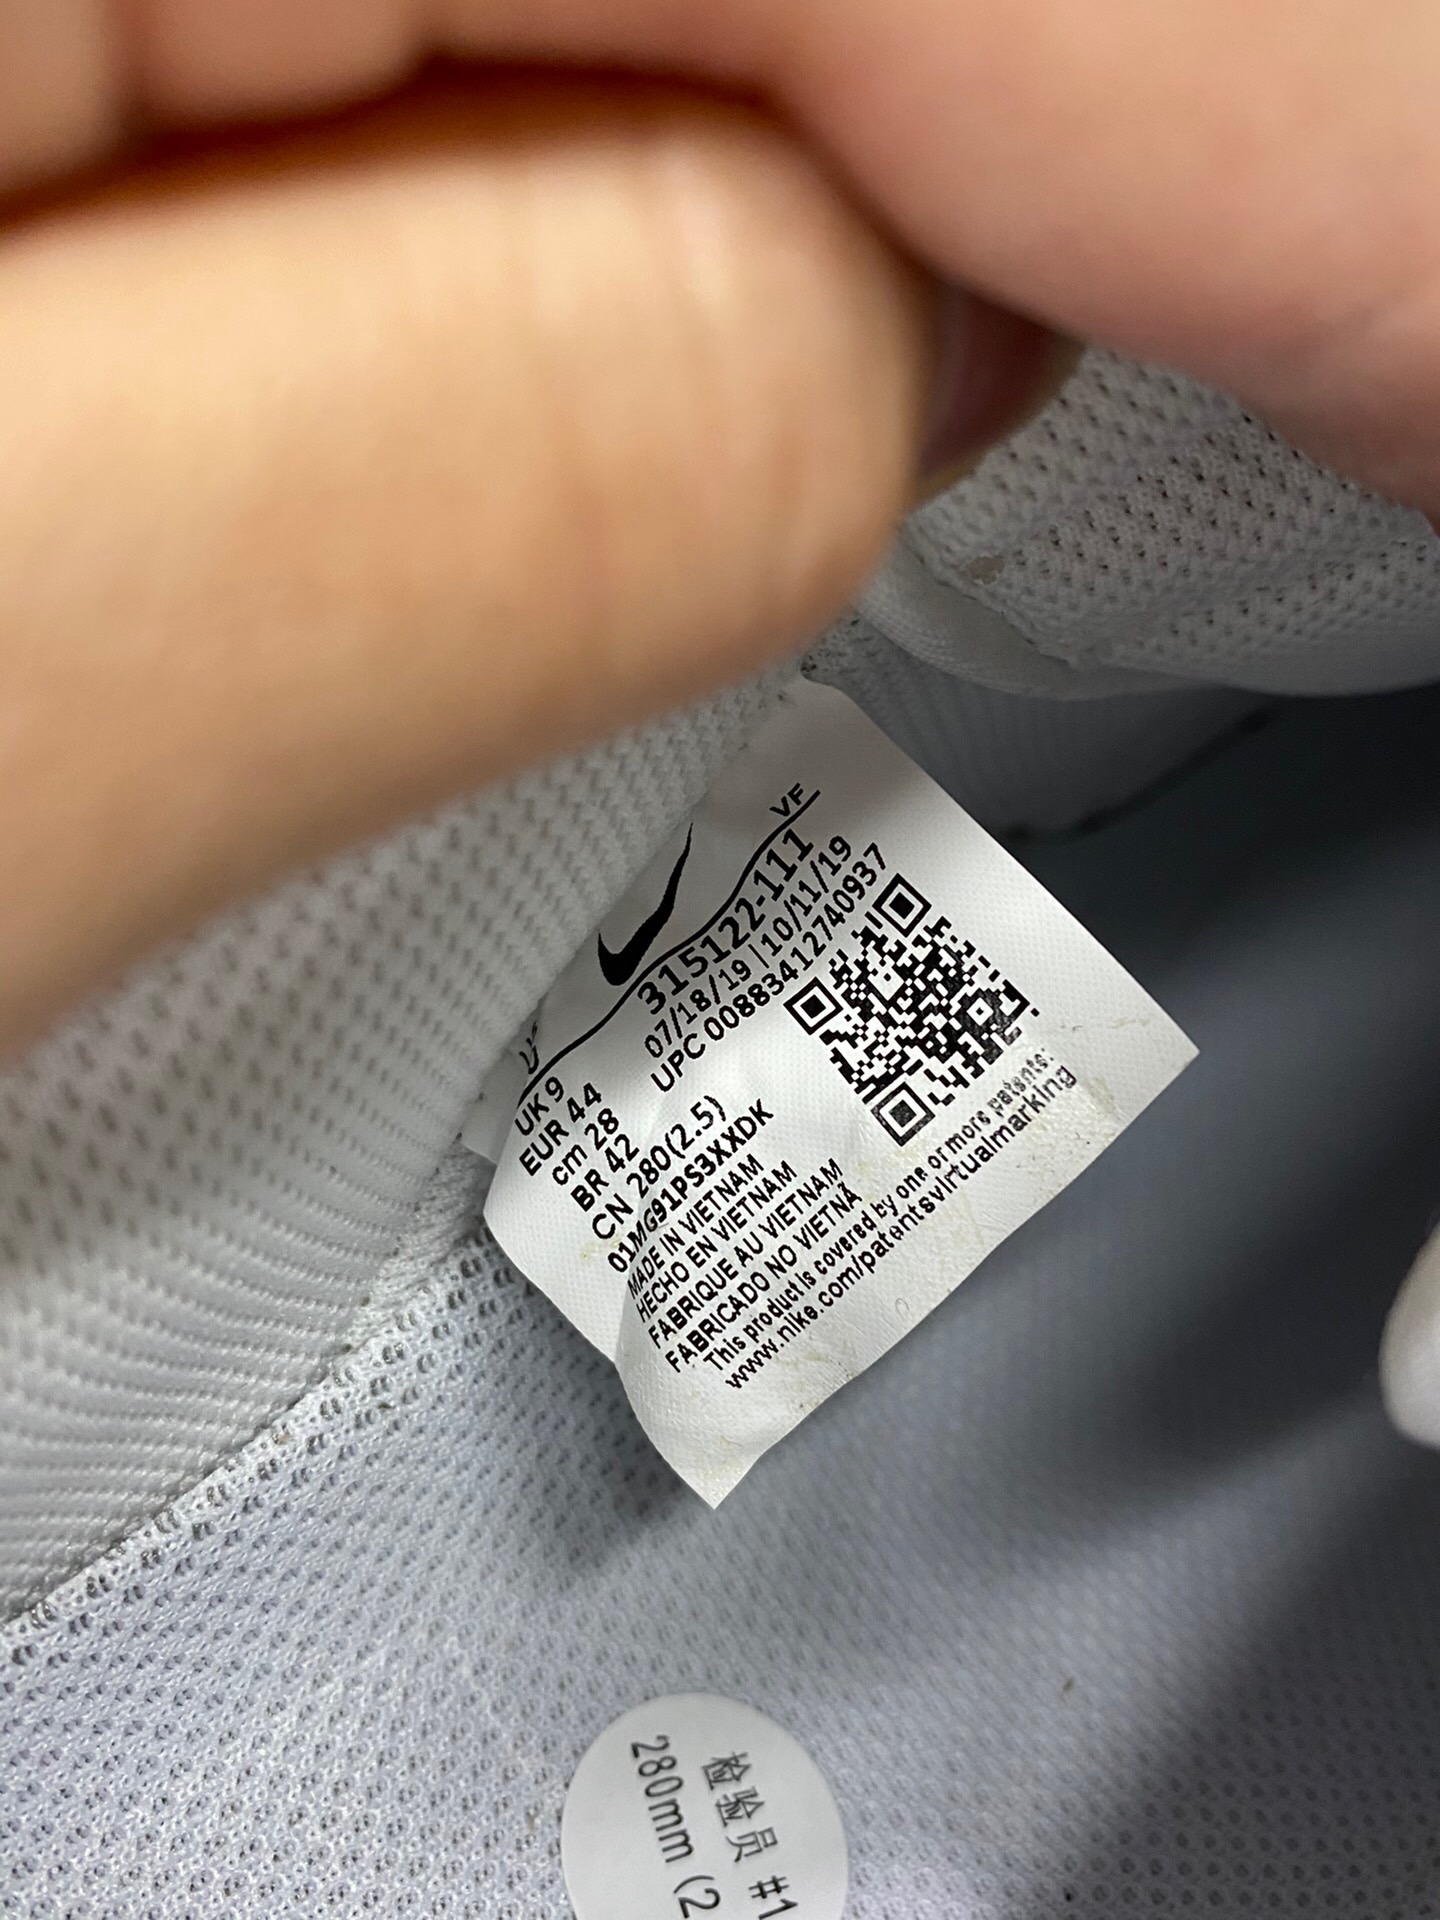 VF
315122-111
07/18/19 | 10/11/19
UPC 00883412740937
UK 9
EUR 44
cm 28
BR 42
CN 280(2.5)
01MG91PS3XXDK
MADE IN VIETNAM
HECHO EN VIETNAM
FABRIQUE AU VIETNAM
FABRICADO NO VIETNÃ
This product is covered by one or more patents:
www.nike.com/patentsvirtualmarking
检验员 #1
280mm (2